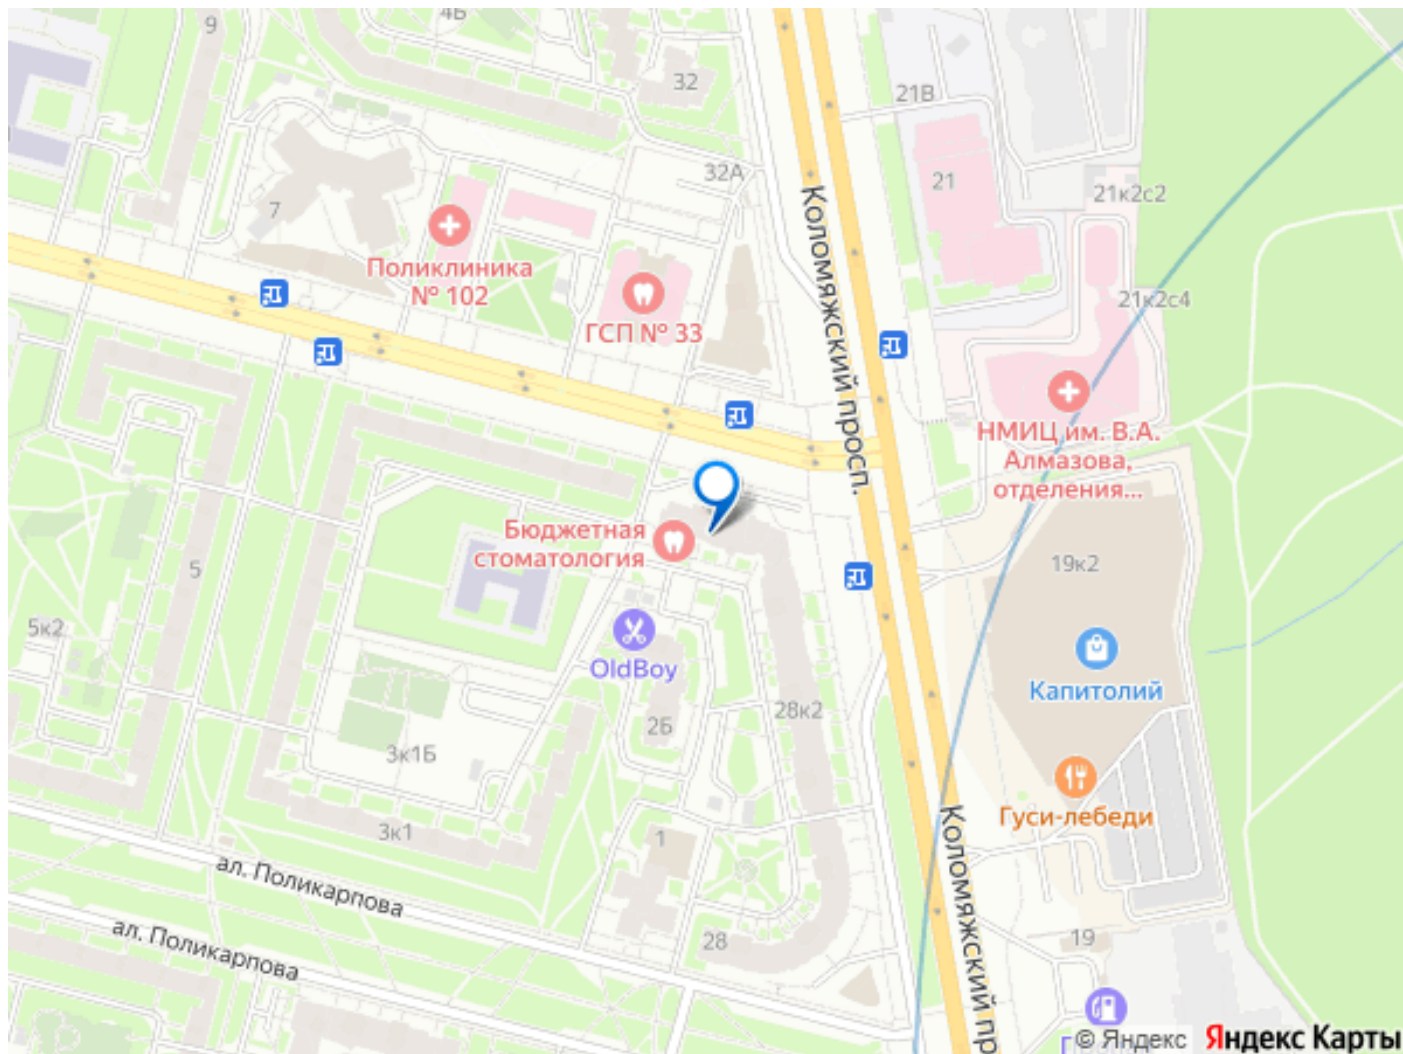 9
4Б
32
21В
32А
21
7
21к2с2
Поликлиника
№ 102
21к2с4
ГСП № 33
Коломяжский просп.
НМИЦ им. В.А.
Алмазова,
отделения...
Бюджетная
стоматология
5
19к2
5к2
OldBoy
Капитолий
28к2
2Б
3к1Б
Гуси-лебеди
3к1
1
ал. Поликарпова
ал. Поликарпова
28
19
Коломяжский пр
© Яндекс
Яндекс Карты